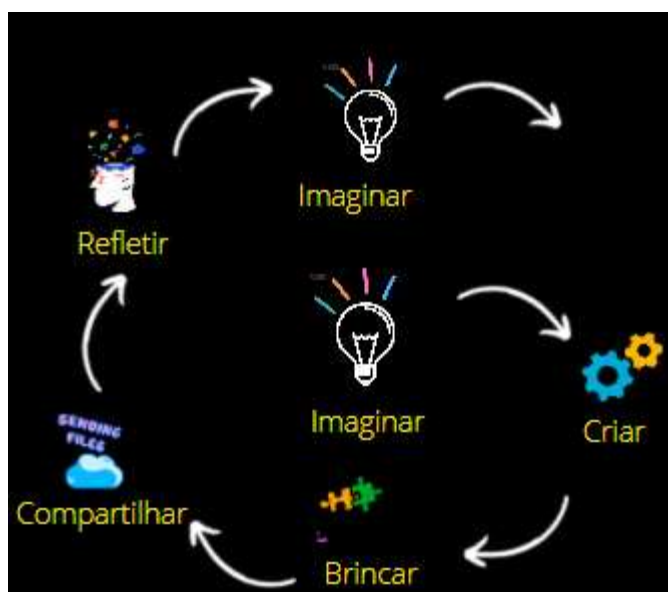 Imaginar
Refletir
Imaginar
Criar
SENDING
FILES
Compartilhar
Brincar